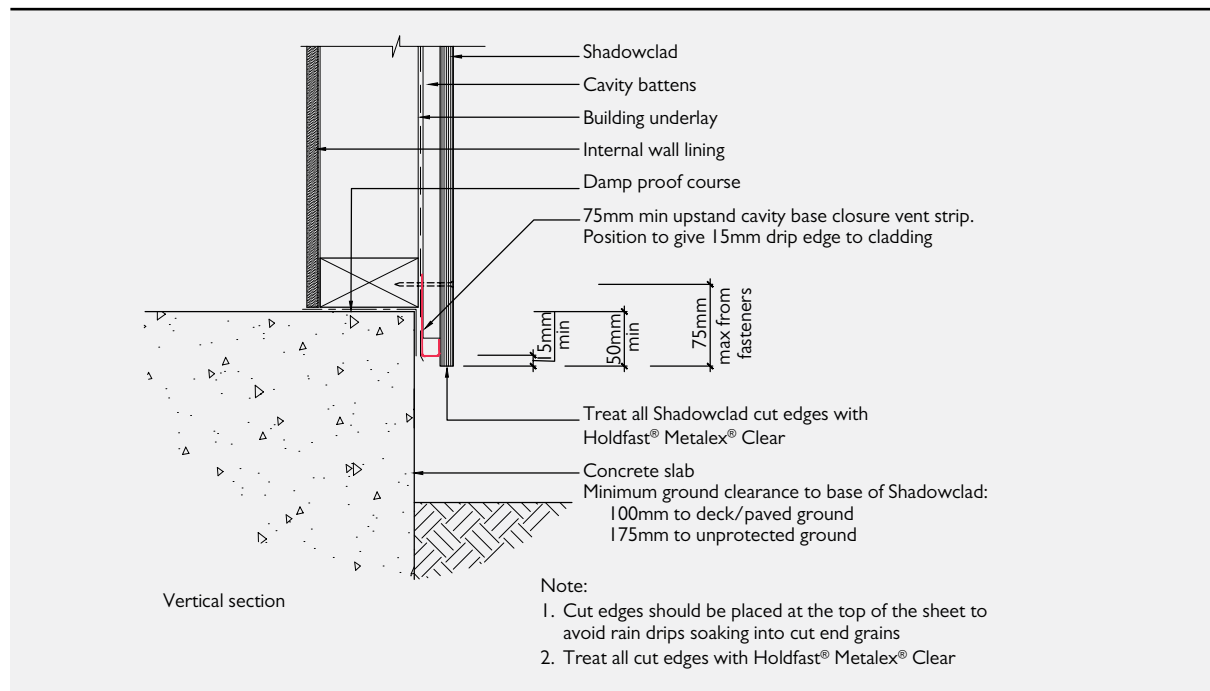 Shadowclad
Cavity battens
Building underlay
Internal wall lining
Damp proof course
75mm min upstand cavity base closure vent strip.
Position to give 15mm drip edge to cladding
15mm
min
50mm
min
75mm
max from
fasteners
Treat all Shadowclad cut edges with
Holdfast® Metalex® Clear
Concrete slab
Minimum ground clearance to base of Shadowclad:
100mm to deck/paved ground
175mm to unprotected ground
Vertical section
Note:
1. Cut edges should be placed at the top of the sheet to
avoid rain drips soaking into cut end grains
2. Treat all cut edges with Holdfast® Metalex® Clear